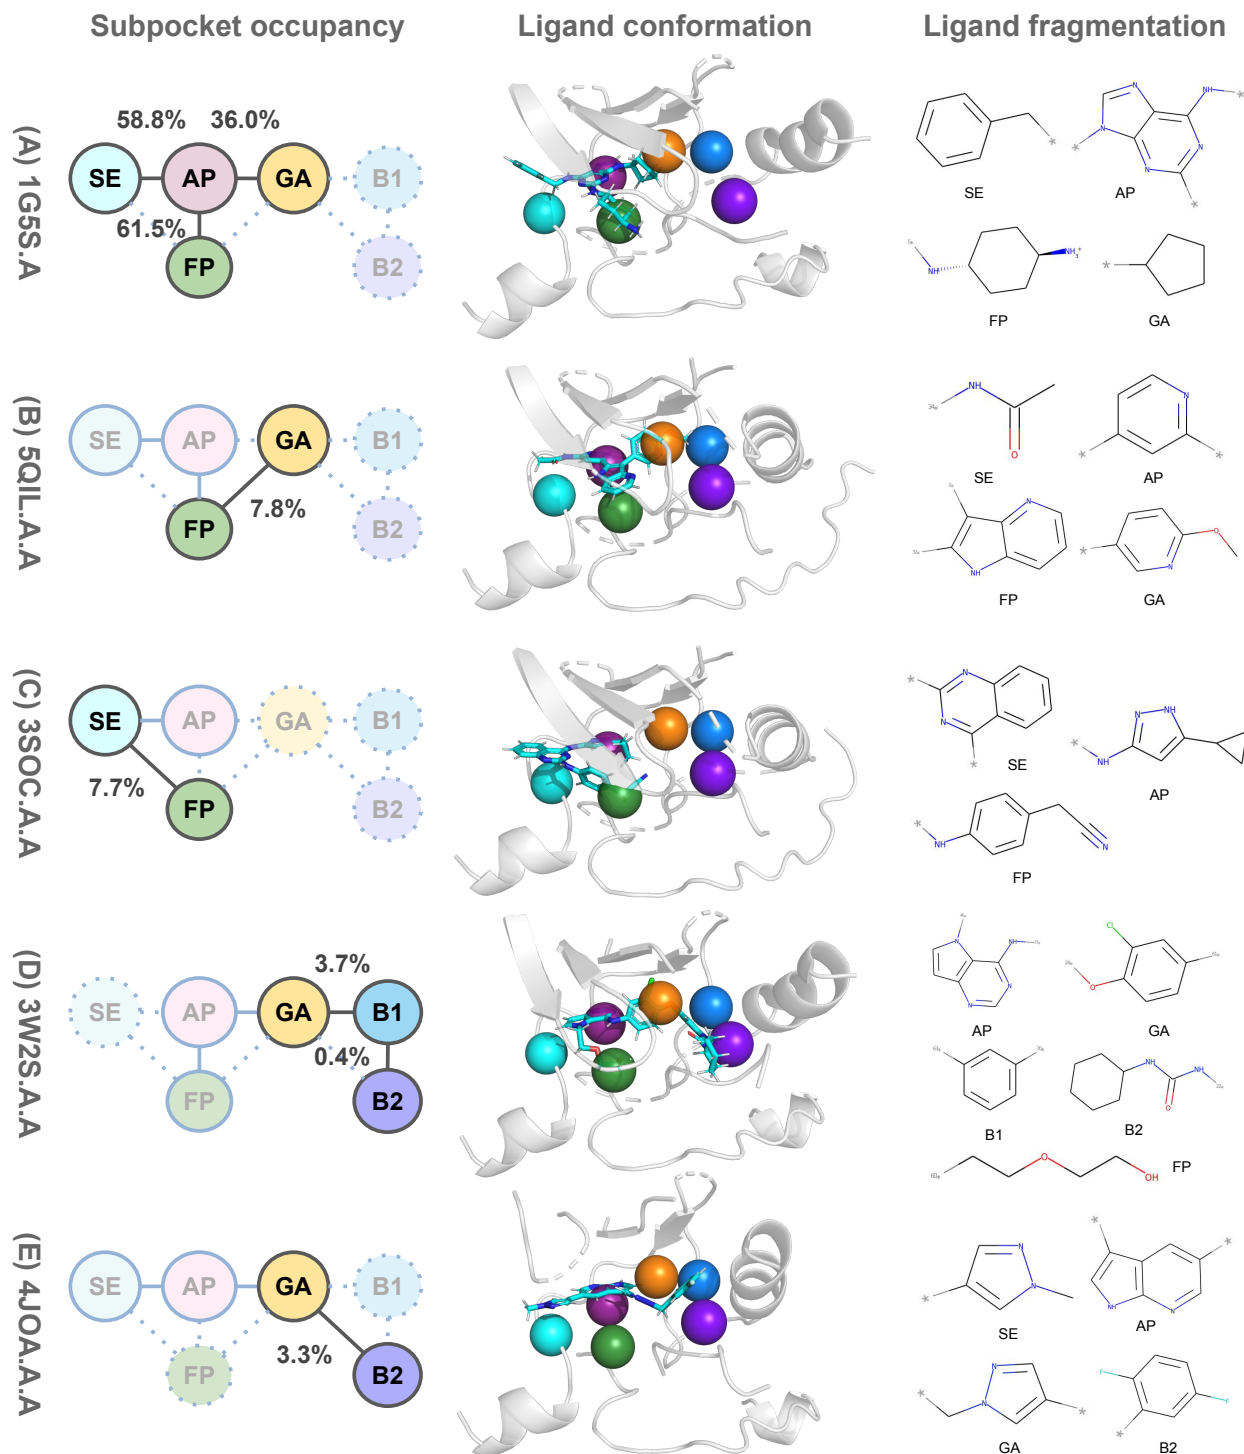 Subpocket occupancy Ligand conformation Ligand fragmentation
(A) 1G5S.A
58.8% 36.0%
SE AP GA B1
61.5%
FP B2
SE AP
FP GA
(B) 5QIL.A.A
SE AP GA B1
7.8%
FP B2
SE AP
FP GA
(C) 3SOC.A.A
SE AP GA B1
7.7%
FP B2
SE AP
FP
(D) 3W2S.A.A
3.7%
SE AP GA B1
0.4%
FP B2
AP GA
B1 B2
FP
(E) 4JOA.A.A
SE AP GA B1
3.3%
FP B2
SE AP
GA B2